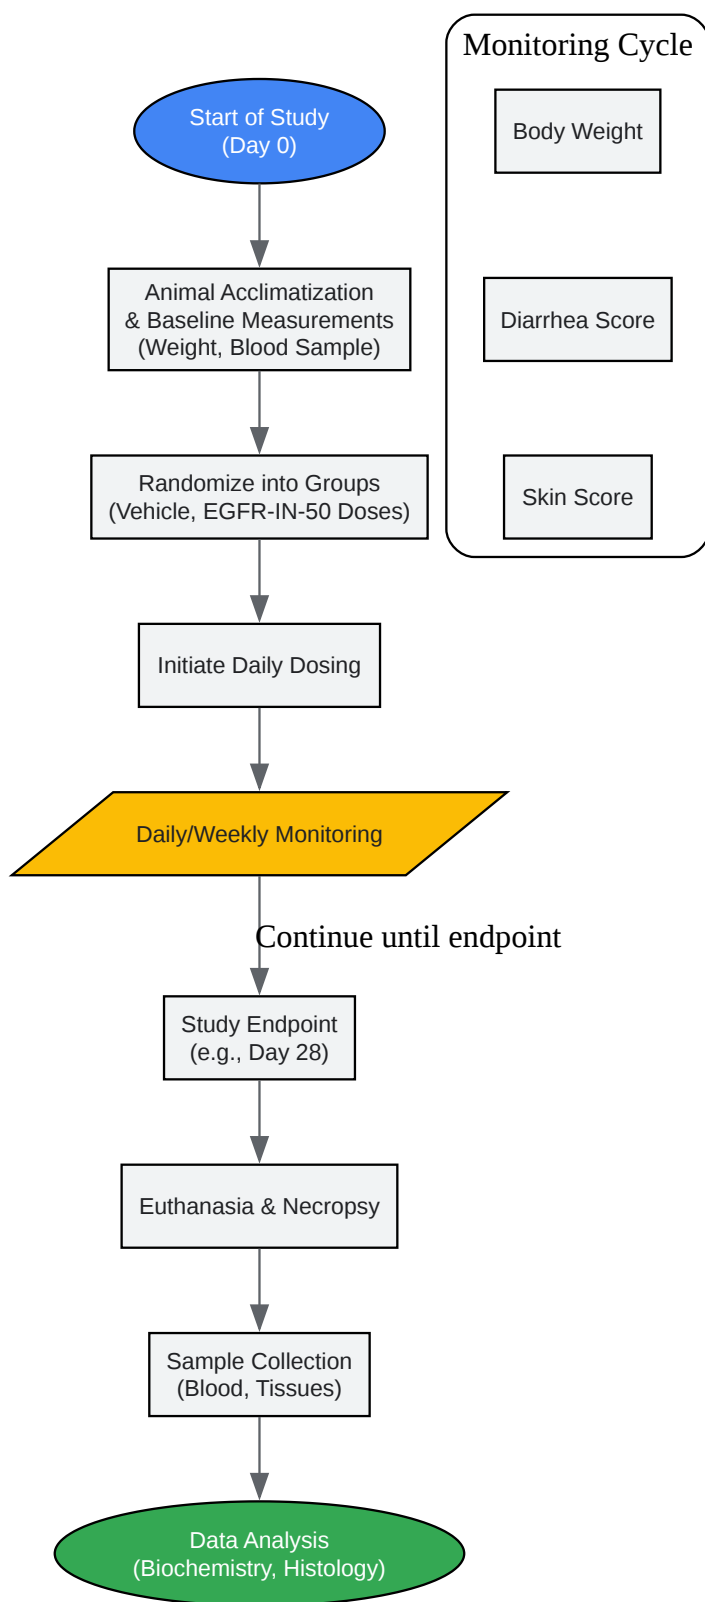 Start of Study
(Day 0)
Animal Acclimatization
& Baseline Measurements
(Weight, Blood Sample)
Randomize into Groups
(Vehicle, EGFR-IN-50 Doses)
Initiate Daily Dosing
Daily/Weekly Monitoring
Continue until endpoint
Study Endpoint
(e.g., Day 28)
Euthanasia & Necropsy
Sample Collection
(Blood, Tissues)
Data Analysis
(Biochemistry, Histology)
Monitoring Cycle
Body Weight
Diarrhea Score
Skin Score